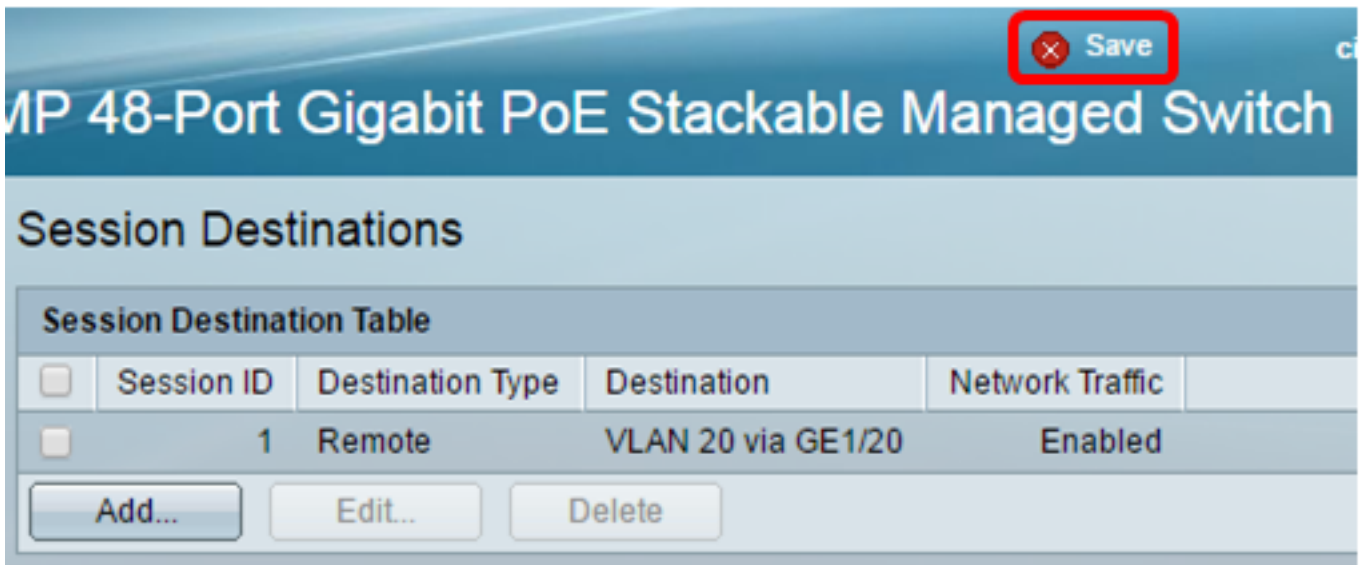 Save
MP 48-Port Gigabit PoE Stackable Managed Switch
Session Destinations
Session Destination Table
Session ID Destination Type Destination Network Traffic
1 Remote VLAN 20 via GE1/20 Enabled
Add... Edit... Delete